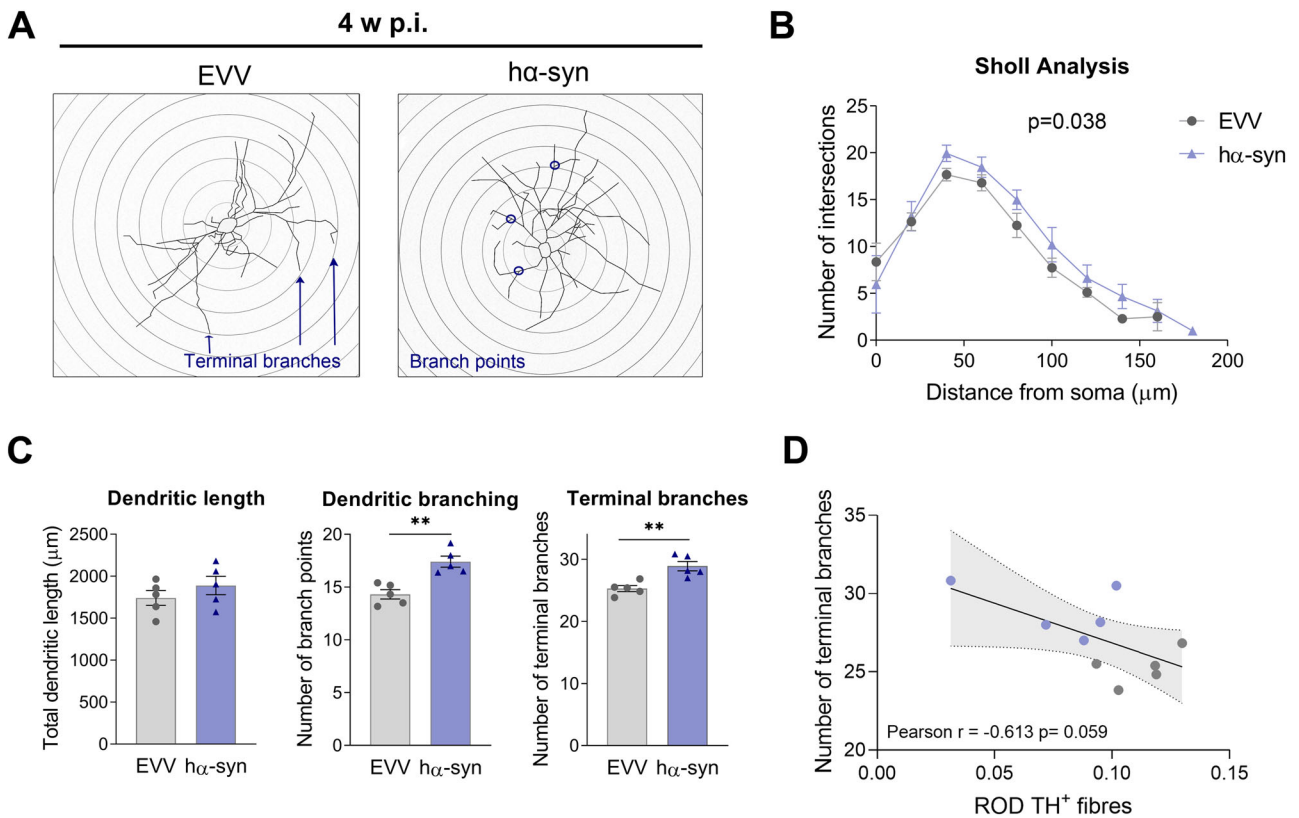 A
4 w p.i.
EVV
hα-syn
Terminal branches
Branch points
B
Sholl Analysis
p=0.038
EVV
hα-syn
Number of intersections
25
20
15
10
5
0
0 50 100 150 200
Distance from soma (μm)
C
Dendritic length
Total dendritic length (μm)
2500
2000
1500
1000
500
0
EVV hα-syn
Dendritic branching
**
Number of branch points
20
15
10
5
0
EVV hα-syn
Terminal branches
**
Number of terminal branches
30
20
10
0
EVV hα-syn
D
Number of terminal branches
35
30
25
20
Pearson r = -0.613 p= 0.059
0.00 0.05 0.10 0.15
ROD TH⁺ fibres